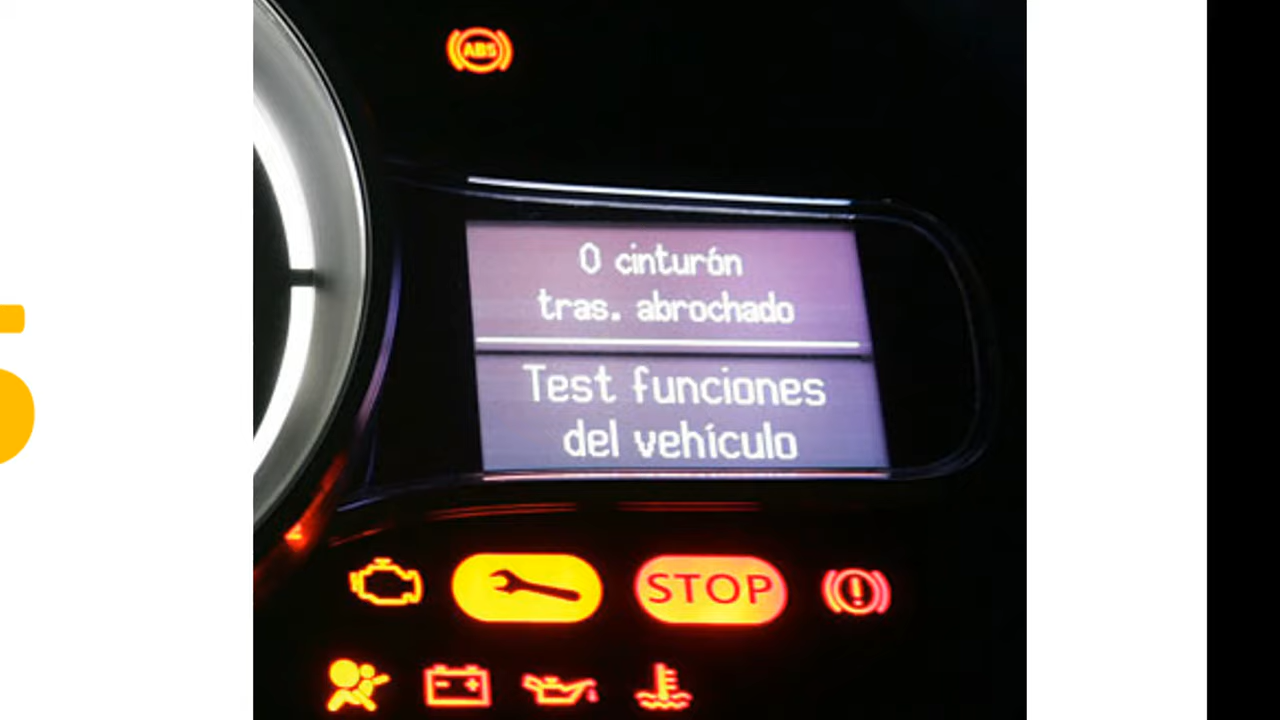 ABS
0 cinturón
tras. abrochado
Test funciones
del vehículo
STOP